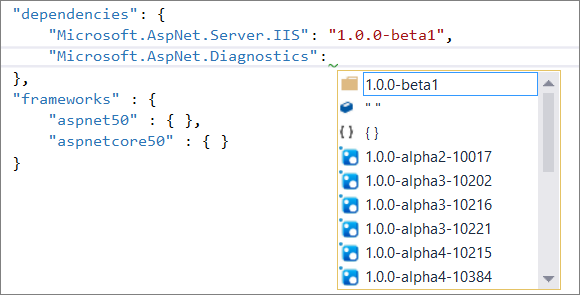 "dependencies": {
"Microsoft.AspNet.Server.IIS": "1.0.0-beta1",
"Microsoft.AspNet.Diagnostics":
},
"frameworks" : {
"aspnet50" : { },
"aspnetcore50" : { }
}
1.0.0-beta1
" "
{ }
1.0.0-alpha2-10017
1.0.0-alpha3-10202
1.0.0-alpha3-10216
1.0.0-alpha3-10221
1.0.0-alpha4-10215
1.0.0-alpha4-10384